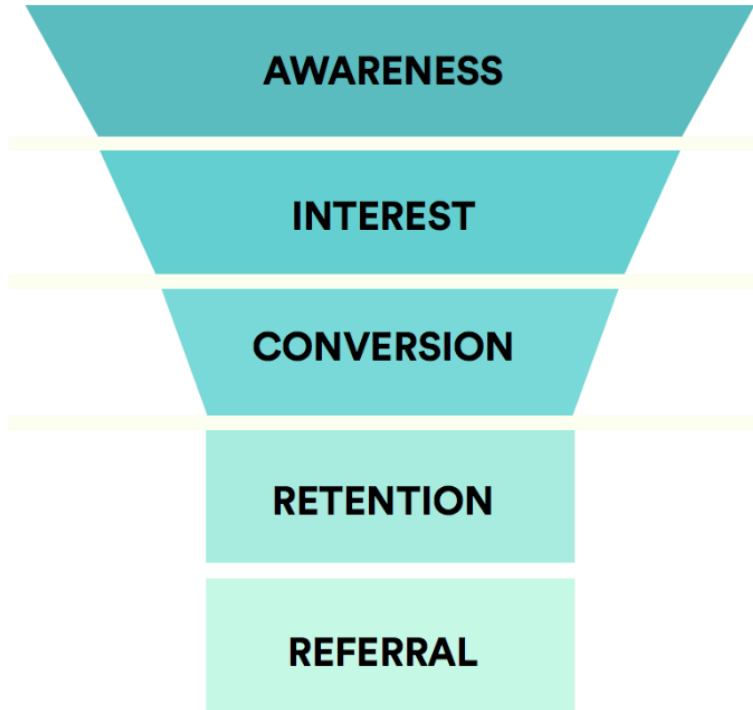 AWARENESS
INTEREST
CONVERSION
RETENTION
REFERRAL